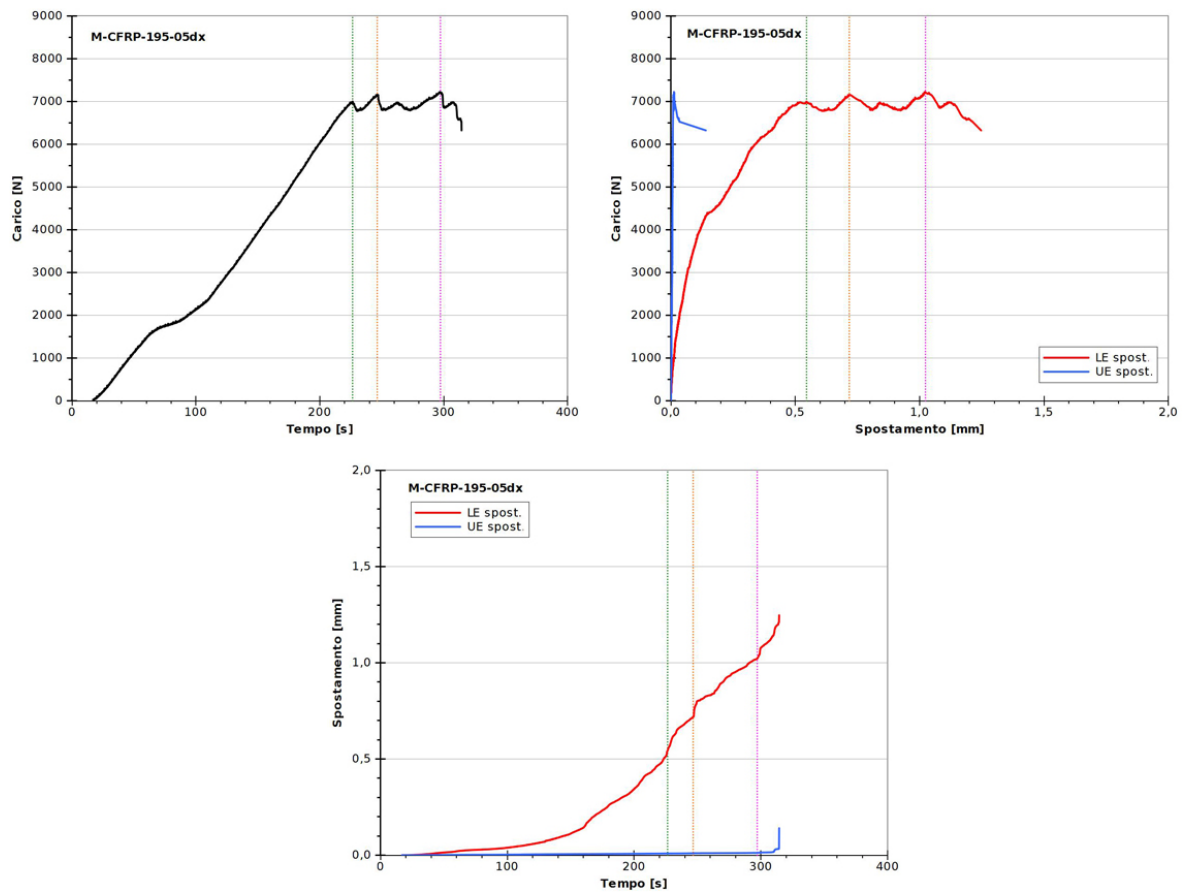 M-CFRP-195-05dx
Carico [N]
9000
8000
7000
6000
5000
4000
3000
2000
1000
0
0 100 200 300 400
Tempo [s]
M-CFRP-195-05dx
Carico [N]
9000
8000
7000
6000
5000
4000
3000
2000
1000
0
LE spost.
UE spost.
0,0 0,5 1,0 1,5 2,0
Spostamento [mm]
M-CFRP-195-05dx
LE spost.
UE spost.
Spostamento [mm]
2,0
1,5
1,0
0,5
0,0
0 100 200 300 400
Tempo [s]